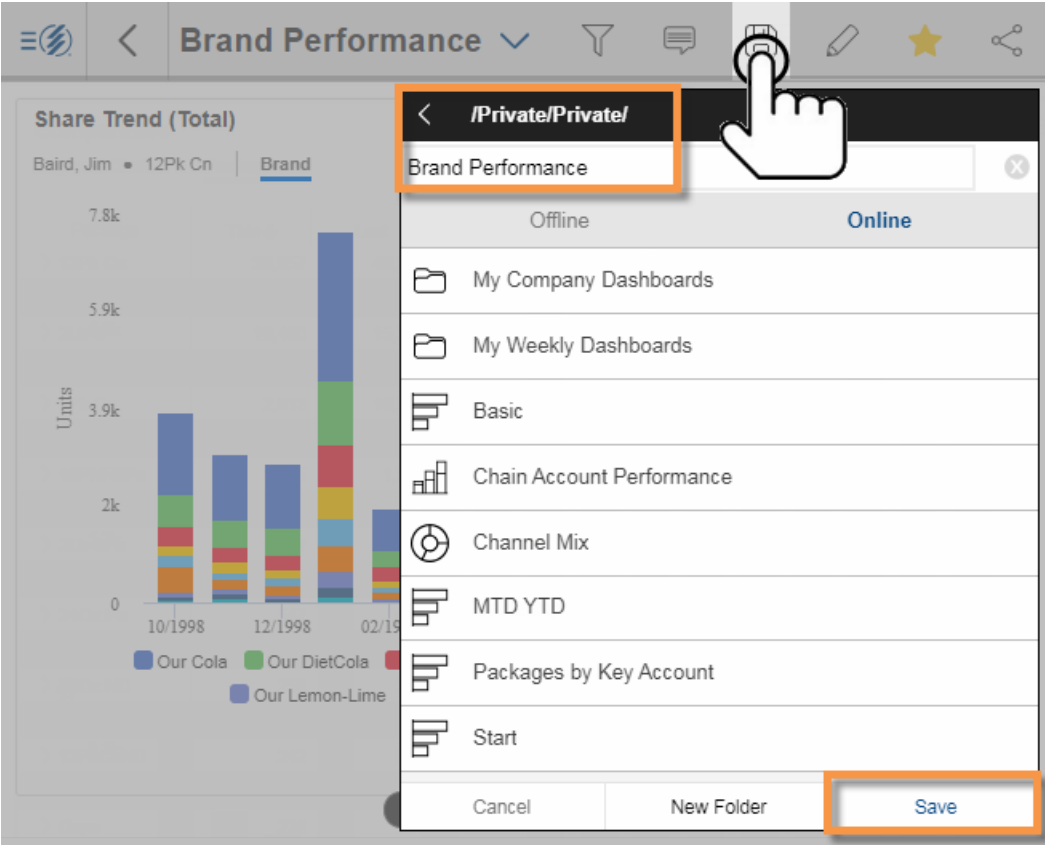 Brand Performance
Share Trend (Total)
Baird, Jim • 12Pk Cn | Brand
7.8k
5.9k
Units
3.9k
2k
0
10/1998 12/1998 02/19
Our Cola Our DietCola
Our Lemon-Lime
/Private/Private/
Brand Performance
Offline Online
My Company Dashboards
My Weekly Dashboards
Basic
Chain Account Performance
Channel Mix
MTD YTD
Packages by Key Account
Start
Cancel New Folder Save